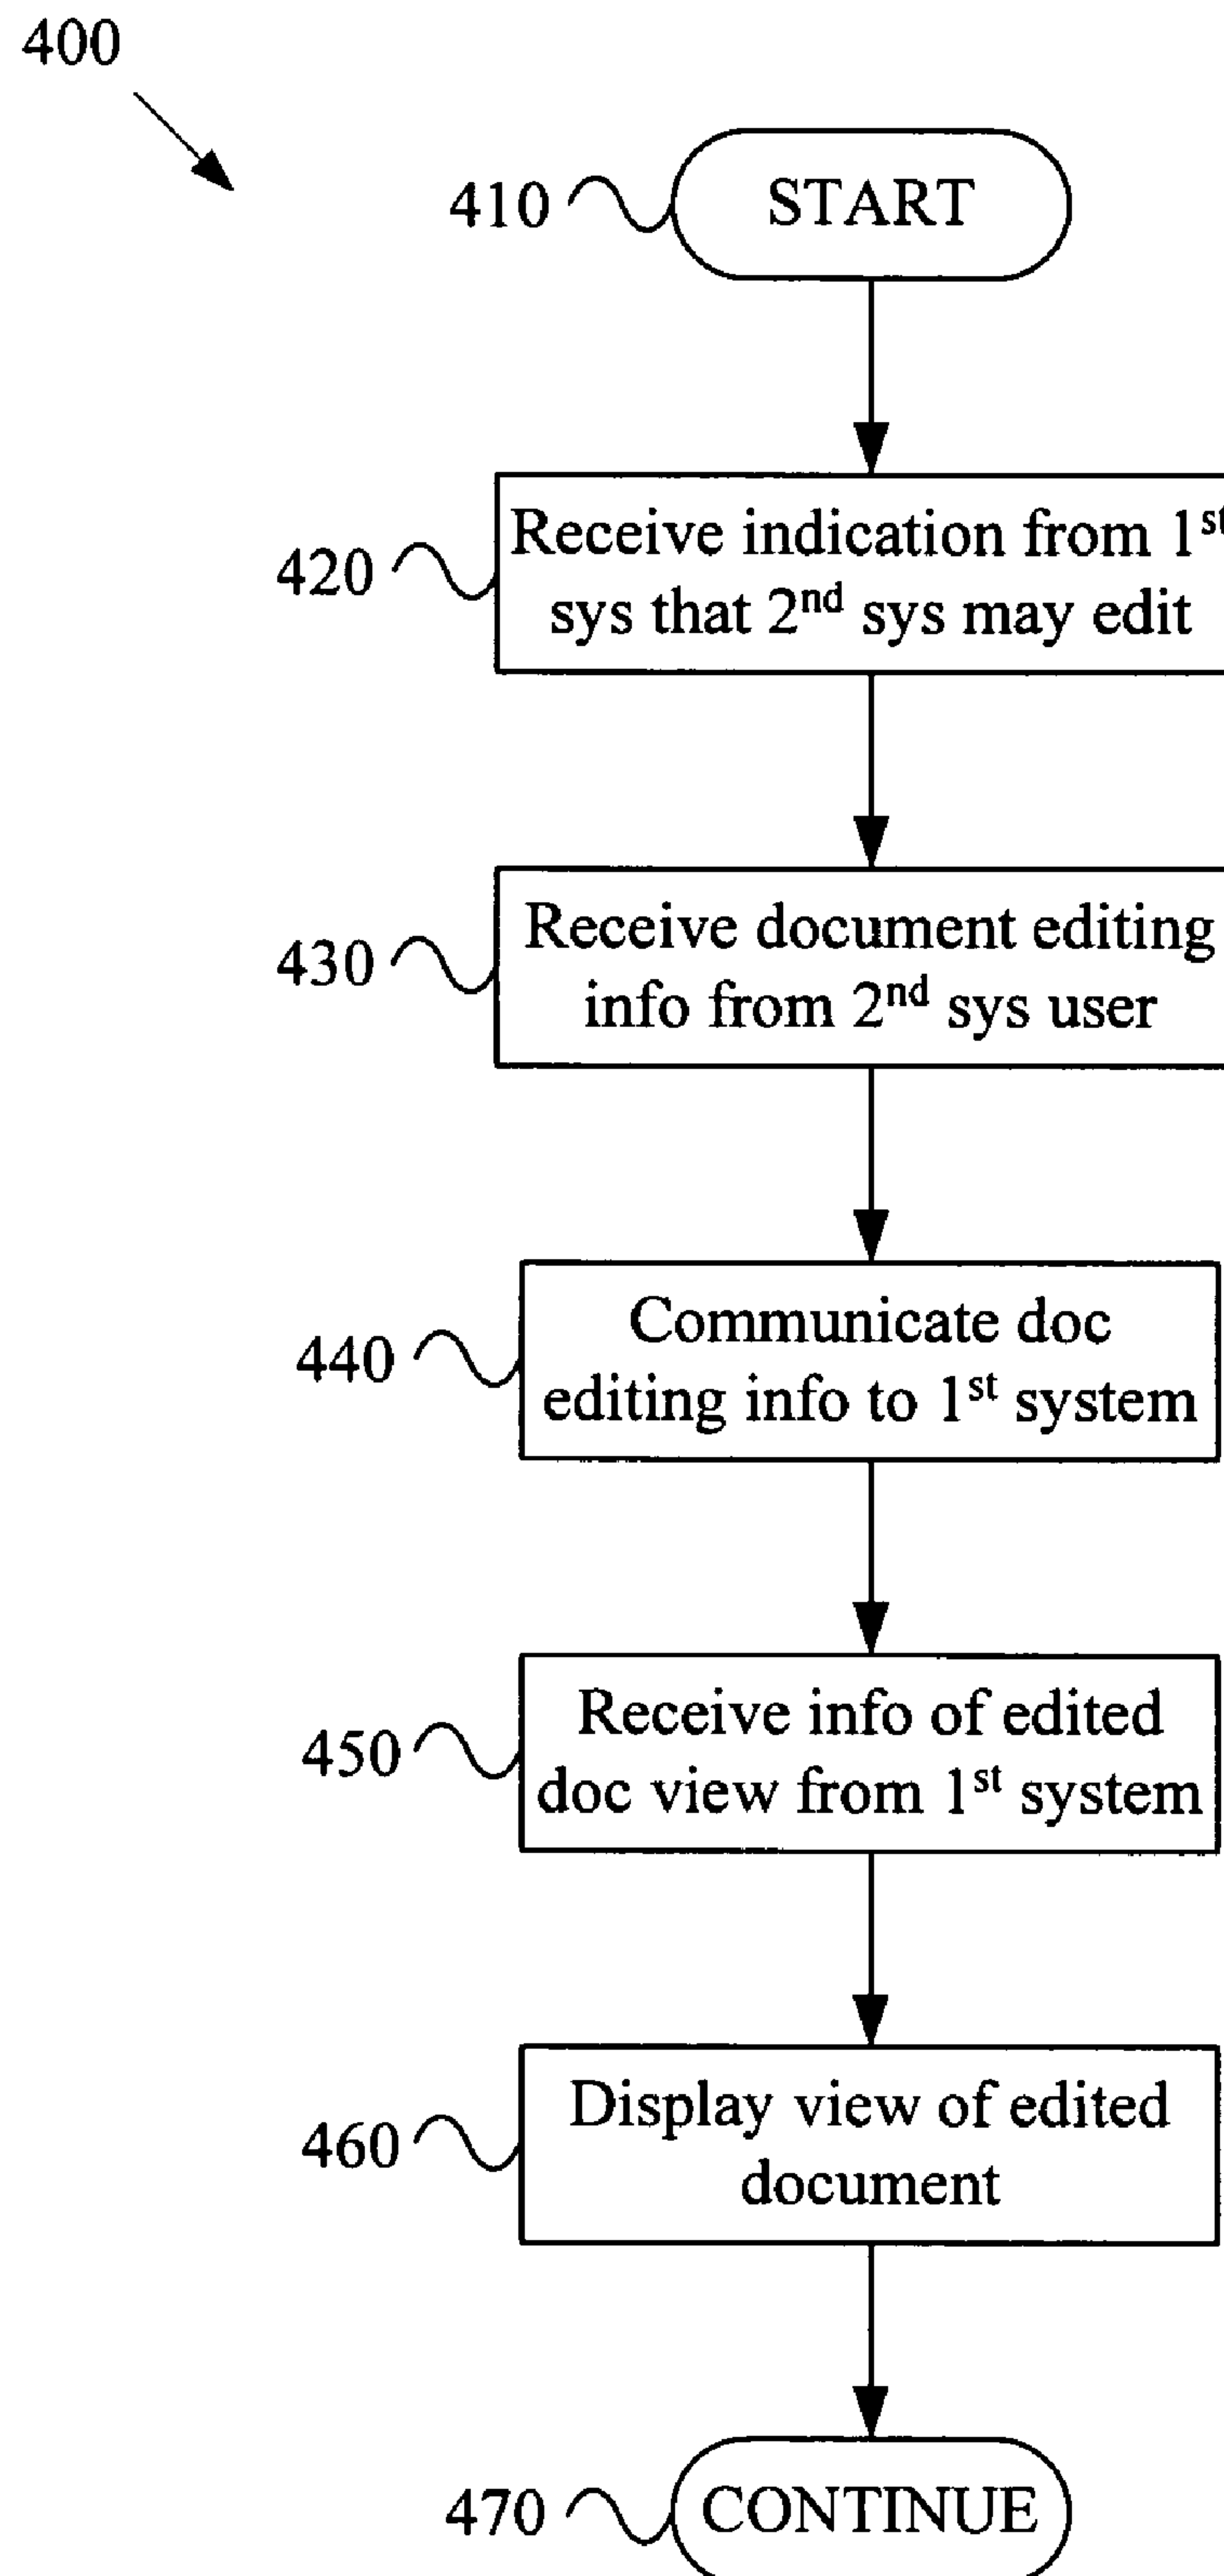 400
410
START
420
Receive indication from 1st
sys that 2nd sys may edit
430
Receive document editing
info from 2nd sys user
440
Communicate doc
editing info to 1st system
450
Receive info of edited
doc view from 1st system
460
Display view of edited
document
470
CONTINUE